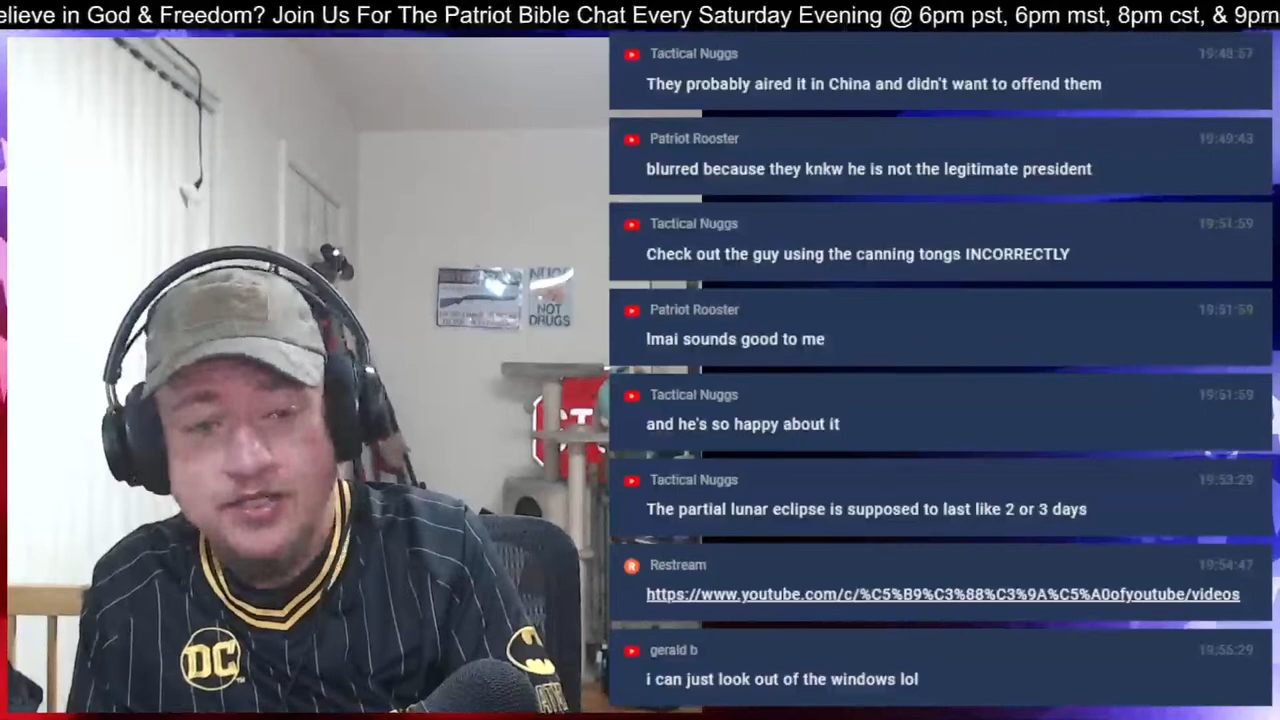 elieve in God & Freedom? Join Us For The Patriot Bible Chat Every Saturday Evening @ 6pm pst, 6pm mst, 8pm cst, & 9pm
Tactical Nuggs 19:48:57
They probably aired it in China and didn't want to offend them
Patriot Rooster 19:49:43
blurred because they knkw he is not the legitimate president
Tactical Nuggs 19:51:59
Check out the guy using the canning tongs INCORRECTLY
Patriot Rooster 19:51:59
lmai sounds good to me
Tactical Nuggs 19:51:59
and he's so happy about it
Tactical Nuggs 19:53:29
The partial lunar eclipse is supposed to last like 2 or 3 days
Restream 19:54:47
https://www.youtube.com/c/%C5%B9%C3%88%C3%9A%C5%A0ofyoutube/videos
gerald b 19:55:29
i can just look out of the windows lol
NOT
DRUGS
DC